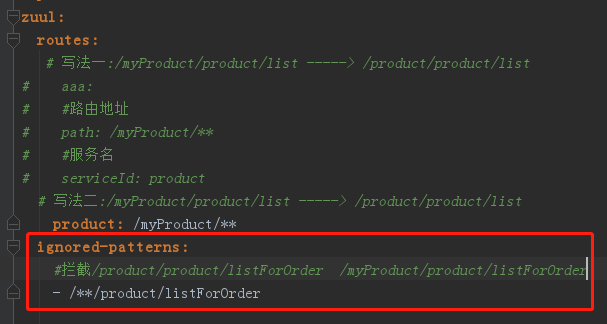 zuul:
routes:
# 写法一:/myProduct/product/list -----> /product/product/list
# aaa:
# #路由地址
# path: /myProduct/**
# #服务名
# serviceId: product
# 写法二:/myProduct/product/list -----> /product/product/list
product: /myProduct/**
ignored-patterns:
#拦截/product/product/listForOrder /myProduct/product/listForOrder
- /**/product/listForOrder